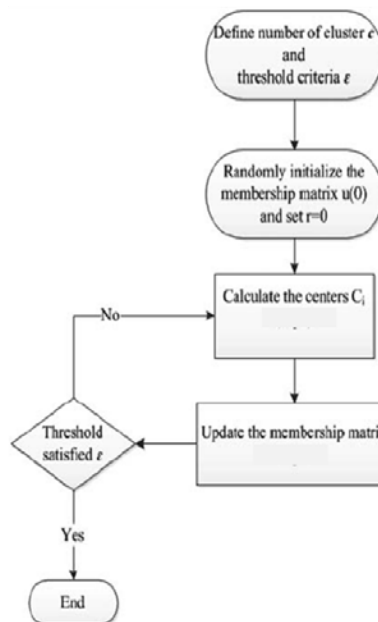 Define number of cluster c
and
threshold criteria ε
Randomly initialize the
membership matrix u(0)
and set r=0
Calculate the centers Ci
No
Update the membership matri
Threshold
satisfied ε
Yes
End